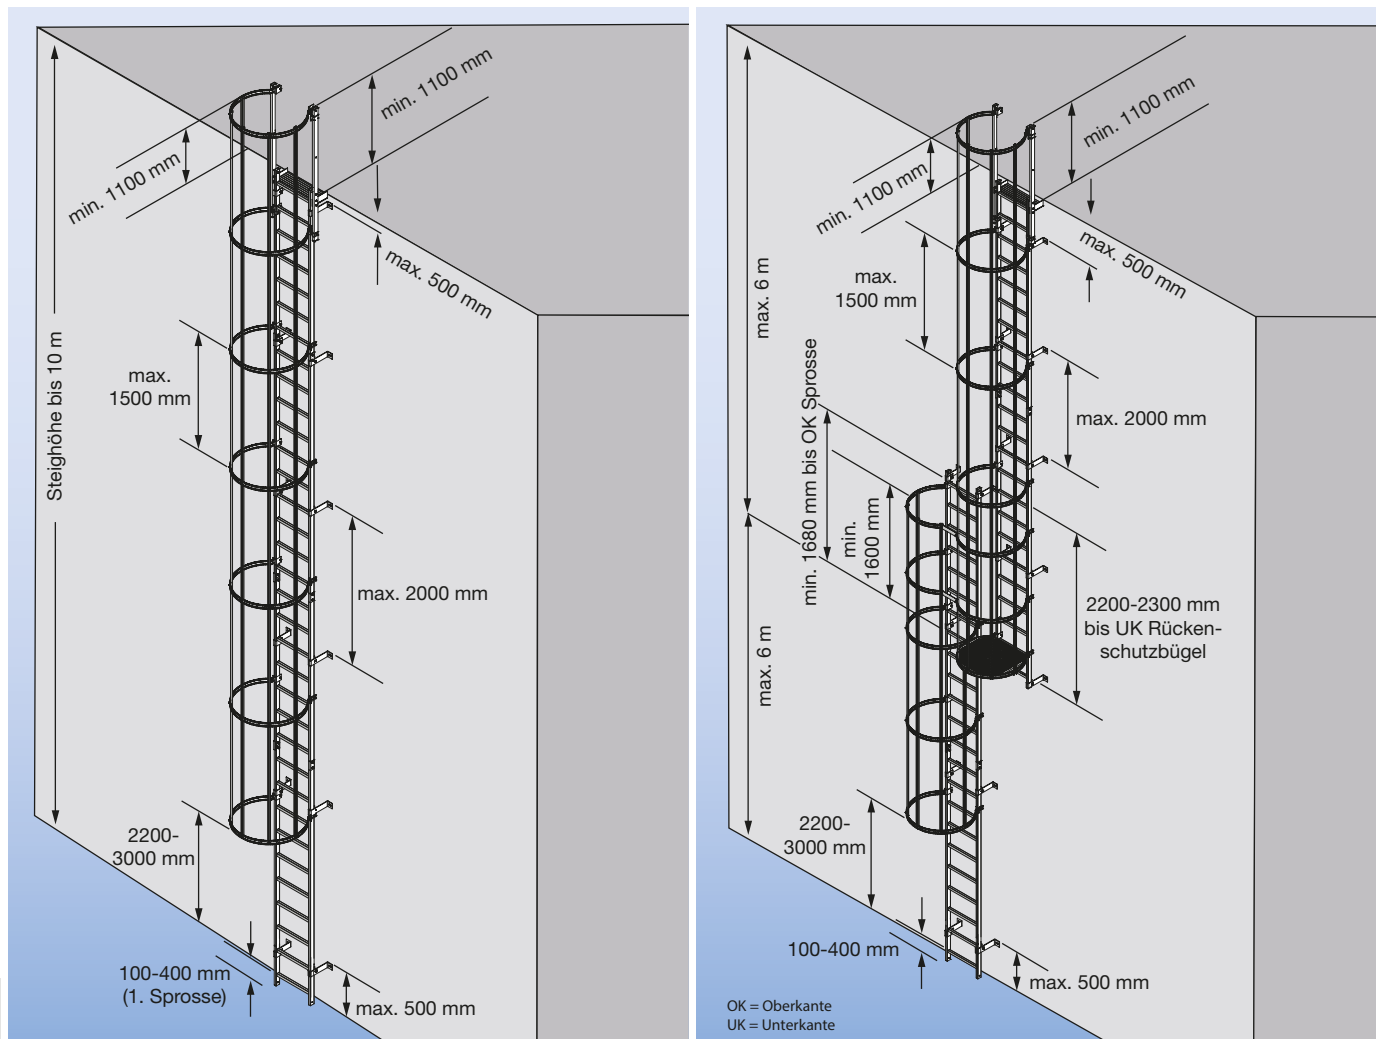 min. 1100 mm
min. 1100 mm
max. 500 mm
Steighöhe bis 10 m
max.
1500 mm
max. 2000 mm
2200-
3000 mm
100-400 mm
(1. Sprosse)
max. 500 mm
min. 1100 mm
min. 1100 mm
max. 500 mm
max. 6 m
max.
1500 mm
max. 2000 mm
min. 1680 mm bis OK Sprosse
min.
1600 mm
2200-2300 mm
bis UK Rücken-
schutzbügel
max. 6 m
2200-
3000 mm
100-400 mm
max. 500 mm
OK = Oberkante
UK = Unterkante